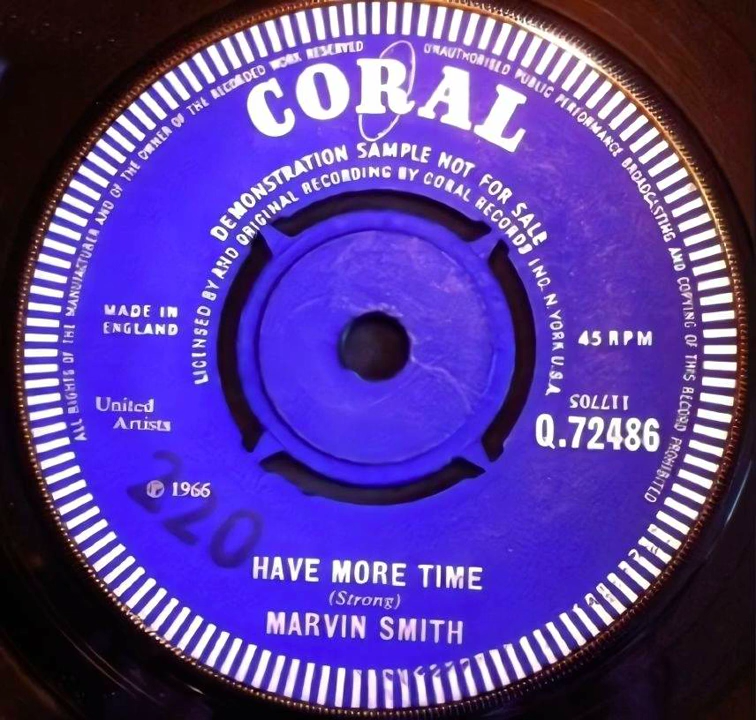 ALL RIGHTS OF THE MANUFACTURER AND OF THE OWNER OF THE RECORDED WORK RESERVED
UNAUTHORISED PUBLIC PERFORMANCE BROADCASTING AND COPYING OF THIS RECORD PROHIBITED
CORAL
DEMONSTRATION SAMPLE NOT FOR SALE
LICENSED BY AND ORIGINAL RECORDING BY CORAL RECORDS INC. N. YORK U.S.A
MADE IN
ENGLAND
45 RPM
United
Artists
117705
Q.72486
℗ 1966
220
HAVE MORE TIME
(Strong)
MARVIN SMITH